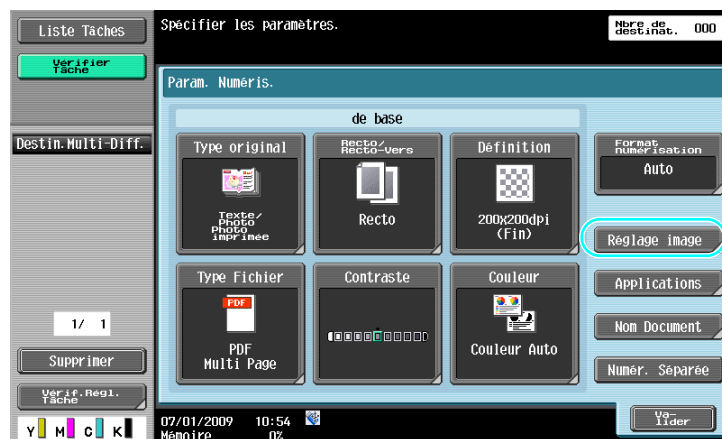 Liste Tâches
Vérifier
Tâche
Destin.Multi-Diff.
1/ 1
Supprimer
Vérif.Régl.
Tâche
Y M C K
Spécifier les paramètres.
Nbre de
destinat. 000
Param. Numéris.
de base
Type original
Texte/
Photo
Photo
imprimée
Recto/
Recto-Vers
Recto
Définition
200x200dpi
(Fin)
Format
numérisation
Auto
Réglage image
Type Fichier
PDF
PDF
Multi Page
Contraste
Couleur
Couleur Auto
Applications
Nom Document
Numér. Séparée
07/01/2009 10:54
Mémoire 0%
Va-
lider